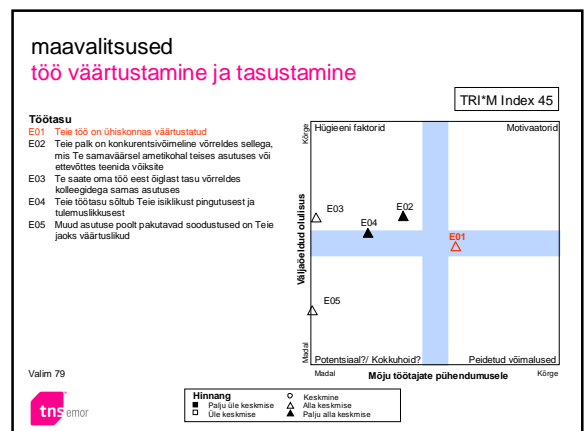 maavalitsused
töö väärtustamine ja tasustamine
TRI*M Index 45
Töötasu
E01 Teie töö on ühiskonnas väärtustatud
E02 Teie palk on konkurentsivõimeline võrreldes sellega,
mis Te samaväärsel ametikohal teises asutuses või
ettevõttes teenida võiksite
E03 Te saate oma töö eest õiglast tasu võrreldes
kolleegidega samas asutuses
E04 Teie töötasu sõltub Teie isiklikust pingutusest ja
tulemuslikkusest
E05 Muud asutuse poolt pakutavad soodustused on Teie
jaoks väärtuslikud
Kõrge
Hügieeni faktorid
Motivaatorid
Väljaöeldud olulisus
E03
E02
E04
E01
E05
Madal
Potentsiaal?/ Kokkuhoid?
Peidetud võimalused
Madal
Mõju töötajate pühendumusele
Kõrge
Valim 79
tns emor
Hinnang
Palju üle keskmise
Üle keskmise
Keskmine
Alla keskmise
Palju alla keskmise